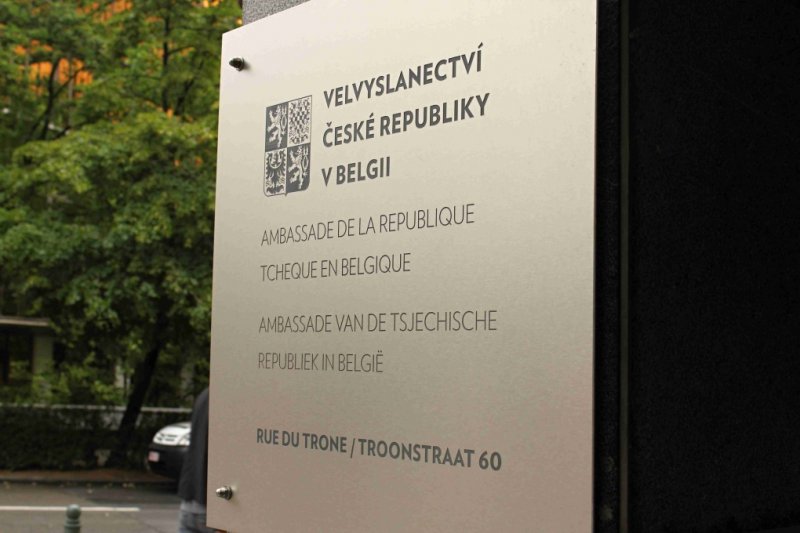 VELVYSLANECTVÍ
ČESKÉ REPUBLIKY
V BELGII
AMBASSADE DE LA REPUBLIQUE
TCHEQUE EN BELGIQUE
AMBASSADE VAN DE TSJECHISCHE
REPUBLIEK IN BELGIË
RUE DU TRONE / TROONSTRAAT 60